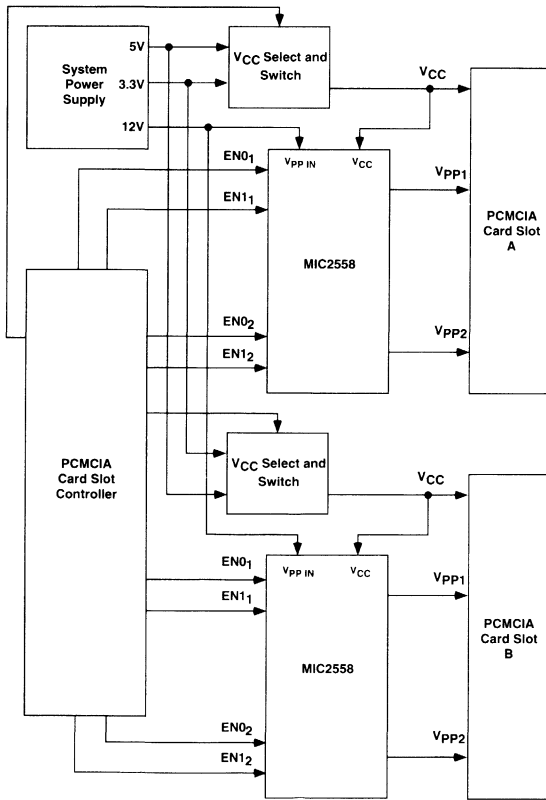 System
Power
Supply
5V
3.3V
12V
VCC Select and
Switch
VCC
VPP IN
VCC
EN01
EN11
MIC2558
EN02
EN12
VPP1
VPP2
PCMCIA
Card Slot
A
PCMCIA
Card Slot
Controller
VCC Select and
Switch
VCC
VPP IN
VCC
EN01
EN11
MIC2558
EN02
EN12
VPP1
VPP2
PCMCIA
Card Slot
B